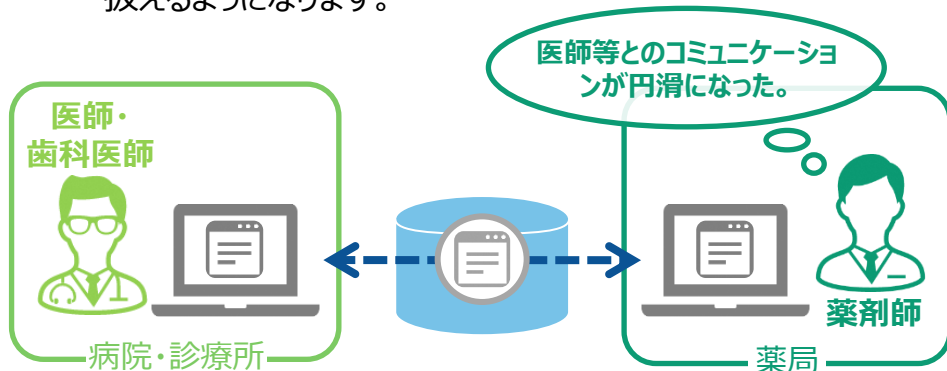 扱えるようになります。
医師等とのコミュニケーショ
ンが円滑になった。
医師・
歯科医師
薬剤師
病院・診療所
薬局